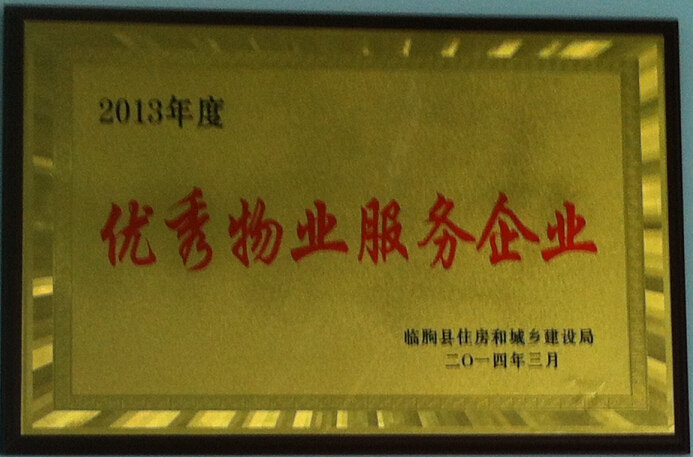 2013年度
优秀物业服务企业
临朐县住房和城乡建设局
二〇一四年三月